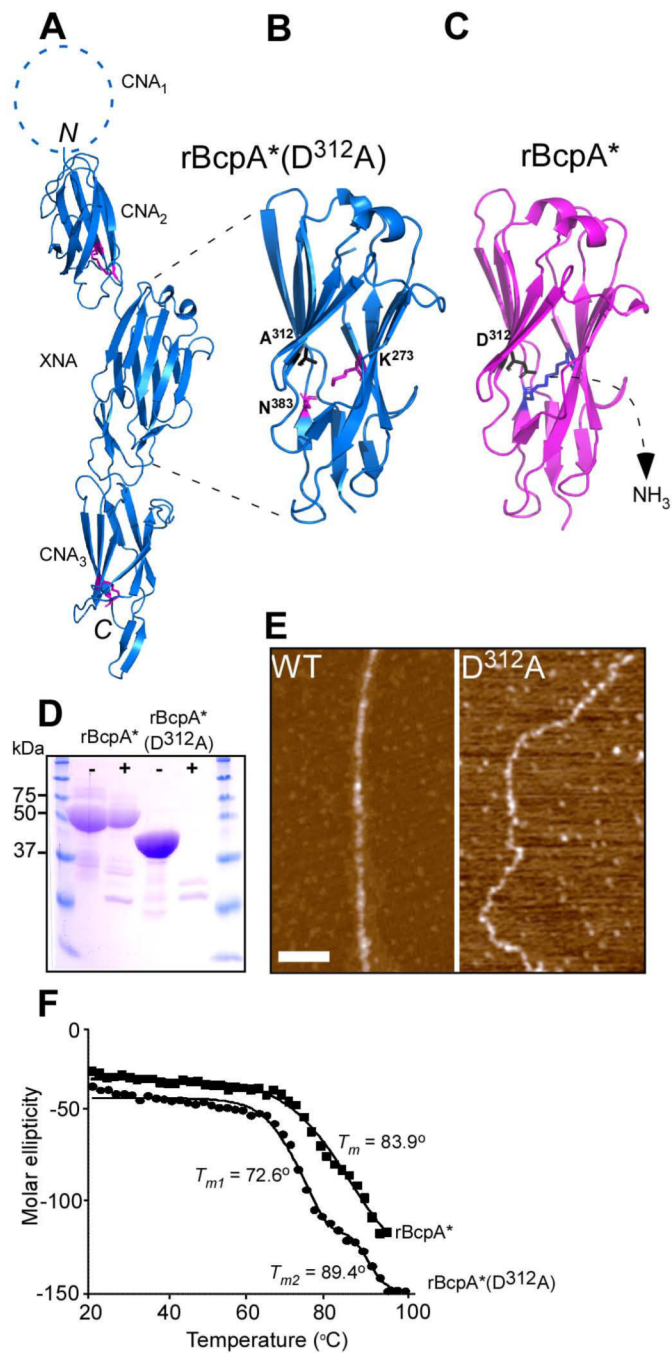 A
B
C
CNA₁
N
rBcpA*(D³¹²A)
rBcpA*
CNA₂
XNA
A³¹²
K²⁷³
N³⁸³
D³¹²
NH₃
CNA₃
C
E
WT
D³¹²A
D
rBcpA*
rBcpA*
(D³¹²A)
kDa
- + - +
75
50
37
F
0
-50
-100
-150
Molar ellipticity
Tm = 83.9º
Tm1 = 72.6º
rBcpA*
Tm2 = 89.4º
rBcpA*(D³¹²A)
20 40 60 80 100
Temperature (ºC)